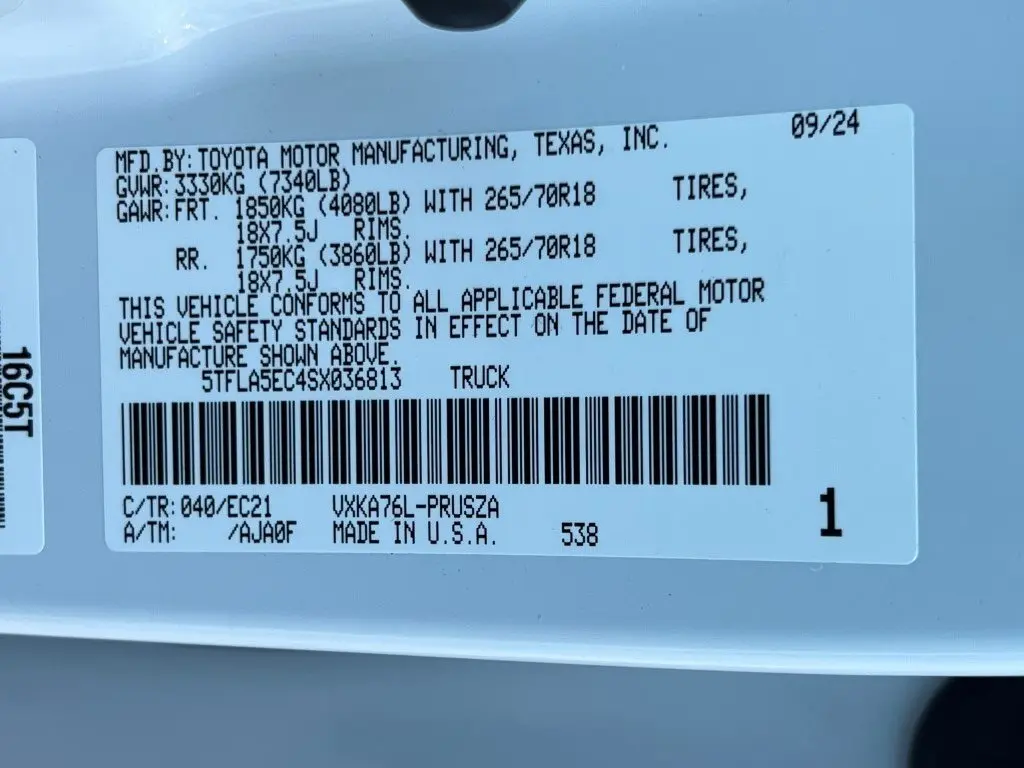 MFD.BY: TOYOTA MOTOR MANUFACTURING, TEXAS, INC. 09/24
GVWR: 3330KG (7340LB)
GAWR: FRT. 1850KG (4080LB) WITH 265/70R18 TIRES,
18X7.5J RIMS.
RR. 1750KG (3860LB) WITH 265/70R18 TIRES,
18X7.5J RIMS.
THIS VEHICLE CONFORMS TO ALL APPLICABLE FEDERAL MOTOR
VEHICLE SAFETY STANDARDS IN EFFECT ON THE DATE OF
MANUFACTURE SHOWN ABOVE.
5TFLA5EC4SX036813 TRUCK
C/TR: 040/EC21 VXKA76L-PRUSZA
A/TM: /AJA0F MADE IN U.S.A. 538
1
16C5T